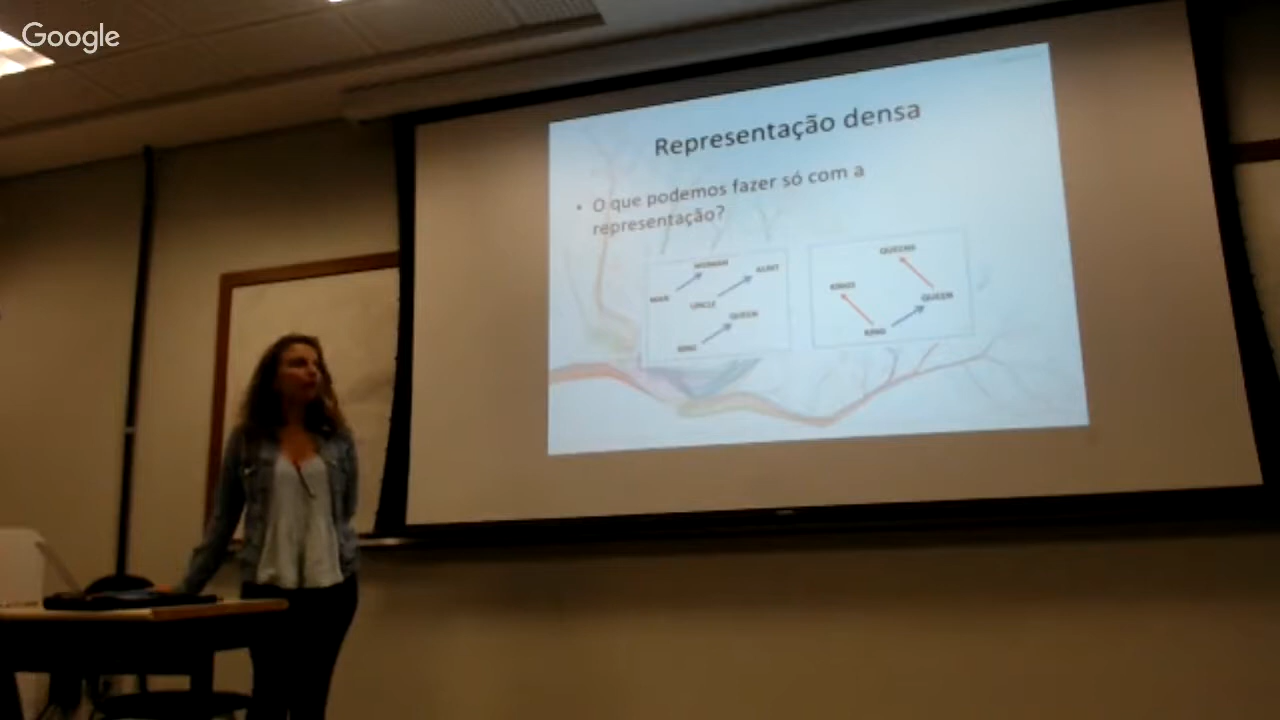 Google
Representação densa
• O que podemos fazer só com a
representação?
WOMAN
AUNT
MAN
UNCLE
QUEEN
KING
QUEENS
KINGS
QUEEN
KING